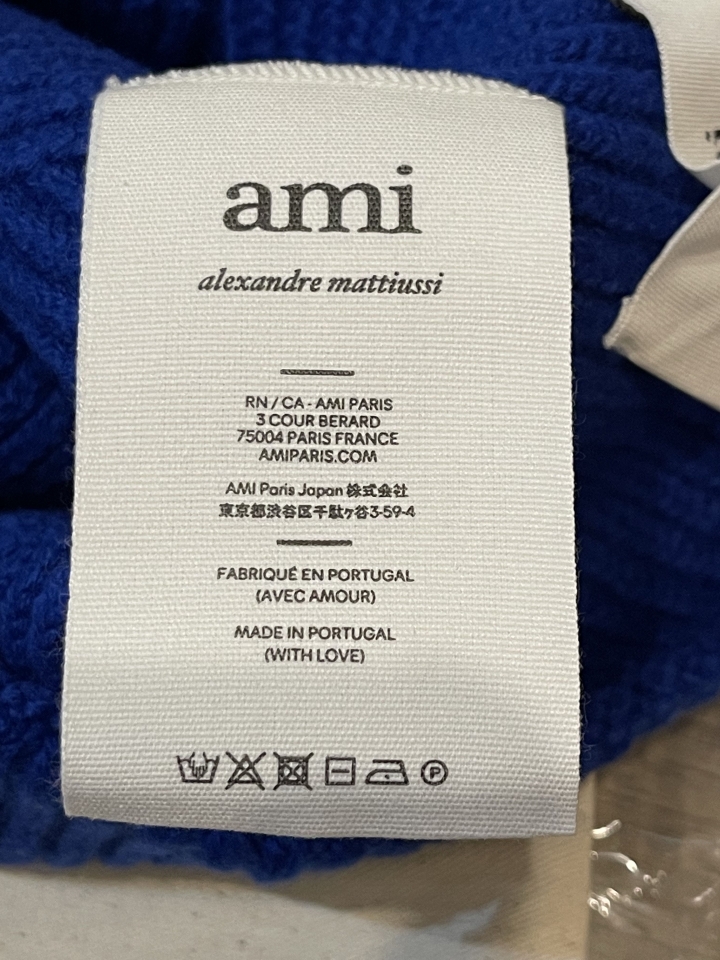 ami
alexandre mattiussi
RN / CA - AMI PARIS
3 COUR BERARD
75004 PARIS FRANCE
AMIPARIS.COM
AMI Paris Japan 株式会社
東京都渋谷区千駄ヶ谷3-59-4
FABRIQUÉ EN PORTUGAL
(AVEC AMOUR)
MADE IN PORTUGAL
(WITH LOVE)
P